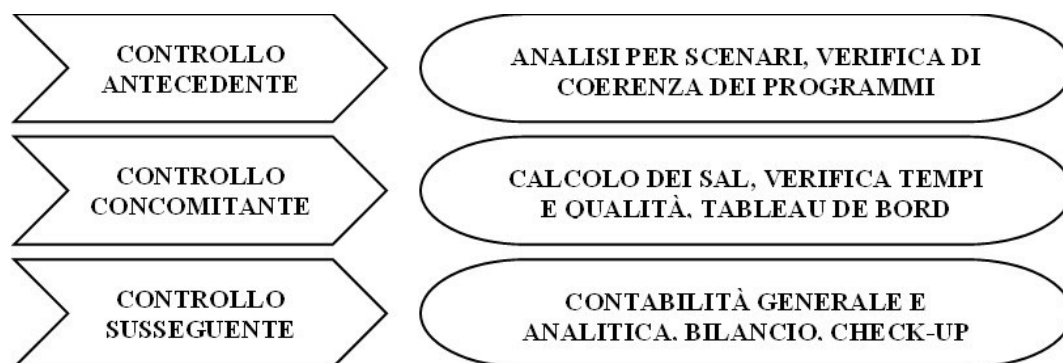 CONTROLLO
ANTECEDENTE
ANALISI PER SCENARI, VERIFICA DI
COERENZA DEI PROGRAMMI
CONTROLLO
CONCOMITANTE
CALCOLO DEI SAL, VERIFICA TEMPI
E QUALITÀ, TABLEAU DE BORD
CONTROLLO
SUSSEGUENTE
CONTABILITÀ GENERALE E
ANALITICA, BILANCIO, CHECK-UP